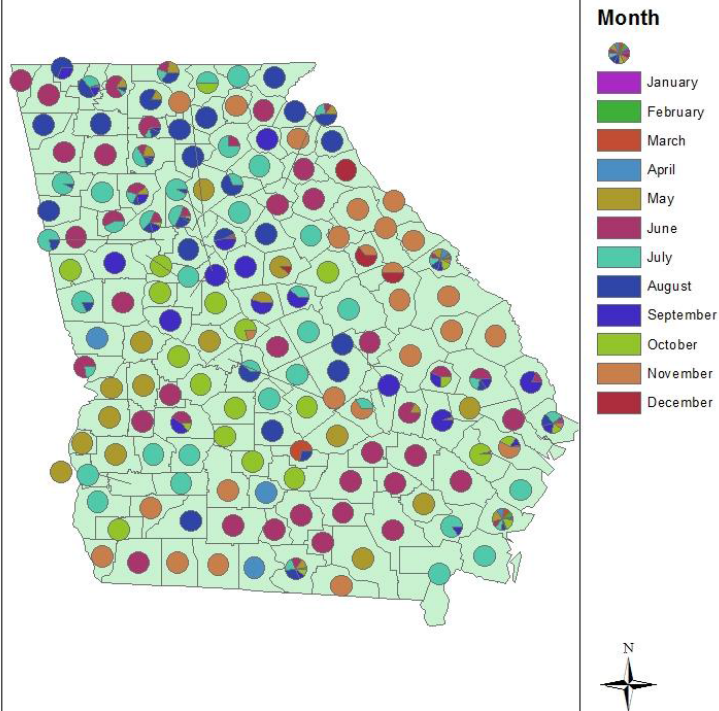 Month
January
February
March
April
May
June
July
August
September
October
November
December
N